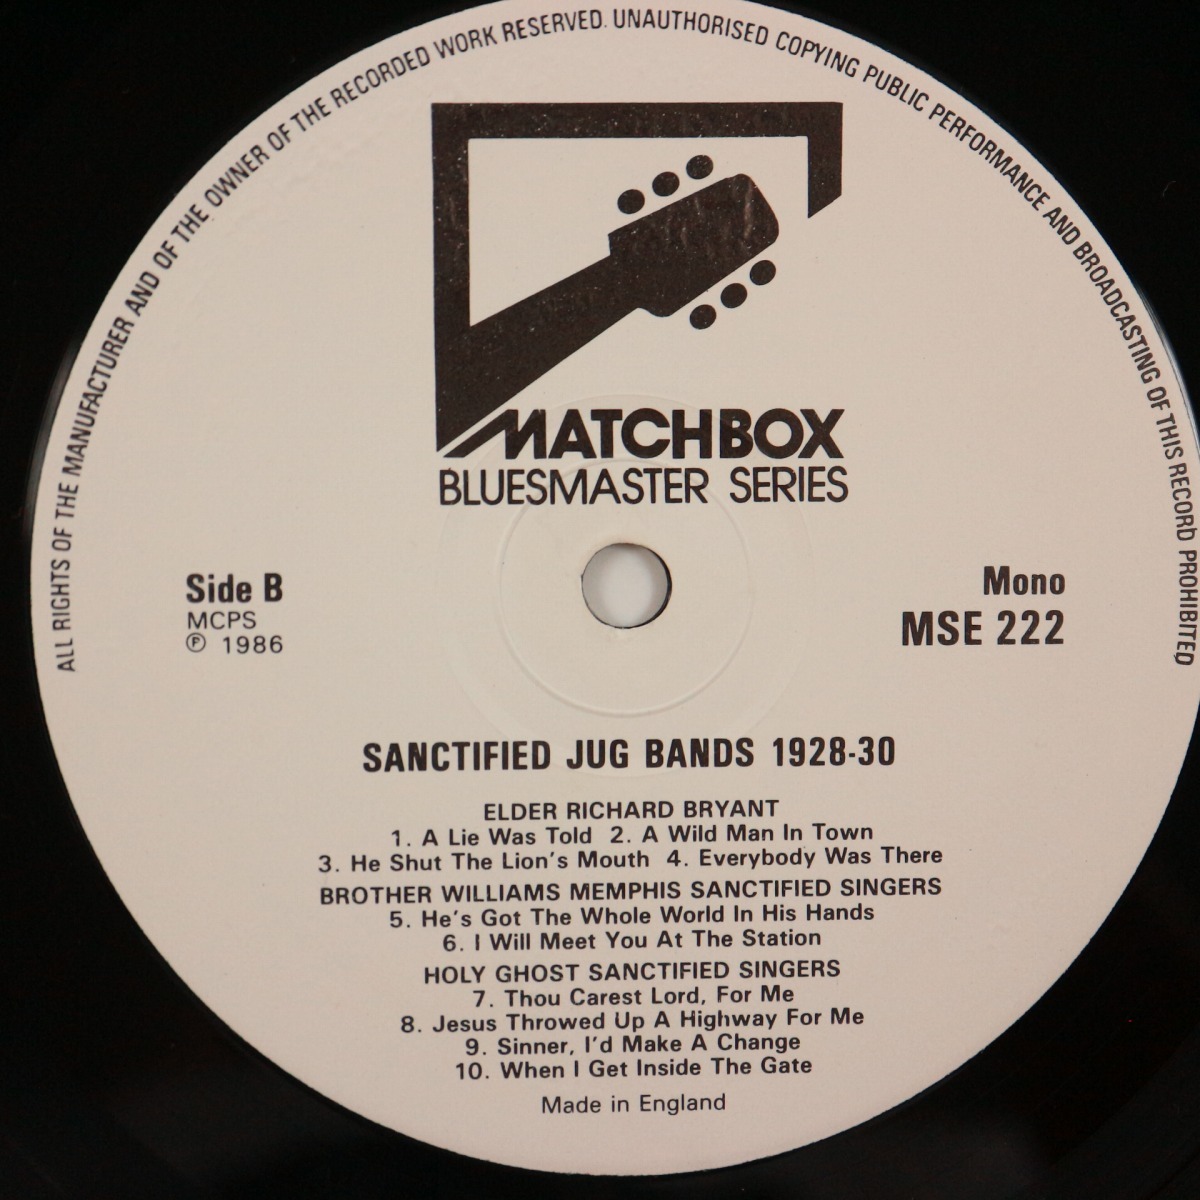 ALL RIGHTS OF THE MANUFACTURER AND OF THE OWNER OF THE RECORDED WORK RESERVED. UNAUTHORISED COPYING PUBLIC PERFORMANCE AND BROADCASTING OF THIS RECORD PROHIBITED
MATCHBOX
BLUESMASTER SERIES
Side B
MCPS
℗ 1986
Mono
MSE 222
SANCTIFIED JUG BANDS 1928-30
ELDER RICHARD BRYANT
1. A Lie Was Told 2. A Wild Man In Town
3. He Shut The Lion's Mouth 4. Everybody Was There
BROTHER WILLIAMS MEMPHIS SANCTIFIED SINGERS
5. He's Got The Whole World In His Hands
6. I Will Meet You At The Station
HOLY GHOST SANCTIFIED SINGERS
7. Thou Carest Lord, For Me
8. Jesus Throwed Up A Highway For Me
9. Sinner, I'd Make A Change
10. When I Get Inside The Gate
Made in England